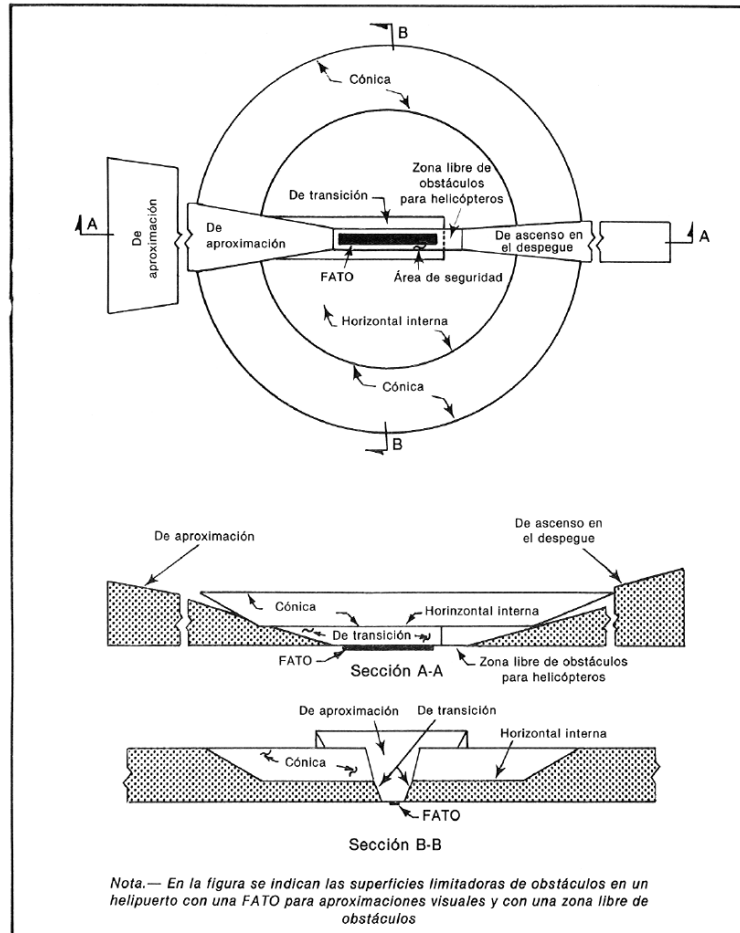 B
Cónica
Zona libre de
obstáculos
para helicópteros
De transición
A
De
aproximación
De
aproximación
De ascenso en
el despegue
A
FATO
Área de seguridad
Horizontal interna
Cónica
B
De ascenso en
el despegue
De aproximación
Cónica
Horinzontal interna
De transición
FATO
Zona libre de obstáculos
para helicópteros
Sección A-A
De aproximación
De transición
Horizontal interna
Cónica
FATO
Sección B-B
Nota.— En la figura se indican las superficies limitadoras de obstáculos en un
helipuerto con una FATO para aproximaciones visuales y con una zona libre de
obstáculos